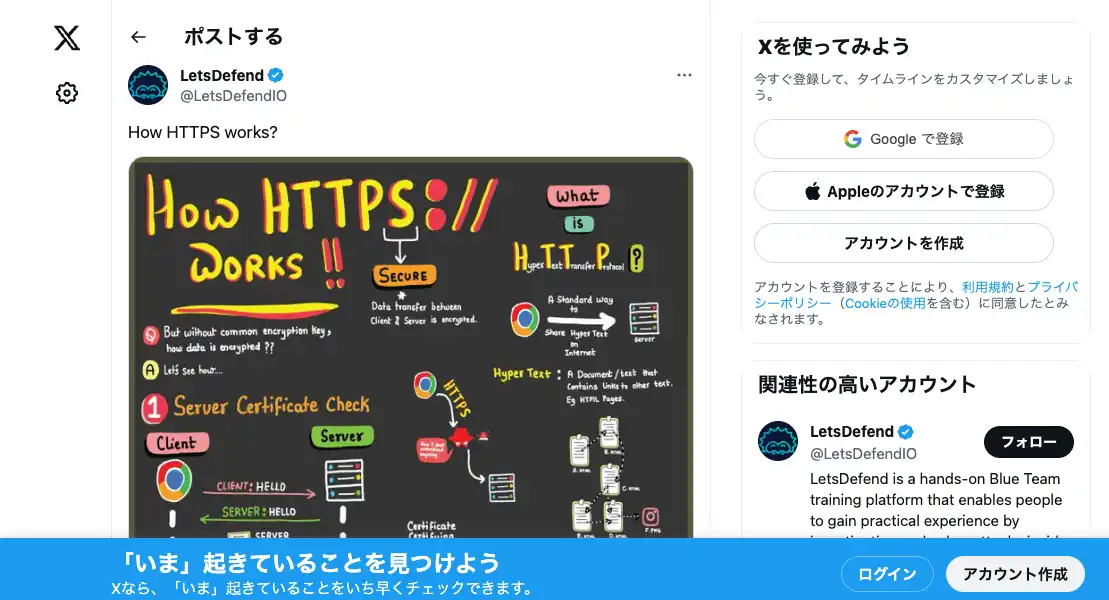 ポストする
LetsDefend
@LetsDefendIO
How HTTPS works?
How HTTPS://
WORKS !!
SECURE
Data transfer between
Client & Server is encrypted.
What
is
HyperText Transfer Protocol ?
A Standard way
to
Share Hyper Text
on
Internet
server
Q But without common encryption key,
how data is encrypted ??
A Let's see how...
Hyper Text : A Document/text that
Contains links to other text.
Eg HTML Pages.
1 Server Certificate Check
Client
Server
CLIENT: HELLO
SERVER: HELLO
SERVER
HTTPS
Certificate
Certifying
A. HTML
B. HTML
C. HTML
Xを使ってみよう
今すぐ登録して、タイムラインをカスタマイズしましょ
う。
Google で登録
Appleのアカウントで登録
アカウントを作成
アカウントを登録することにより、利用規約とプライバ
シーポリシー（Cookieの使用を含む）に同意したとみ
なされます。
関連性の高いアカウント
LetsDefend
@LetsDefendIO
フォロー
LetsDefend is a hands-on Blue Team
training platform that enables people
to gain practical experience by
「いま」起きていることを見つけよう
Xなら、「いま」起きていることをいち早くチェックできます。
ログイン
アカウント作成